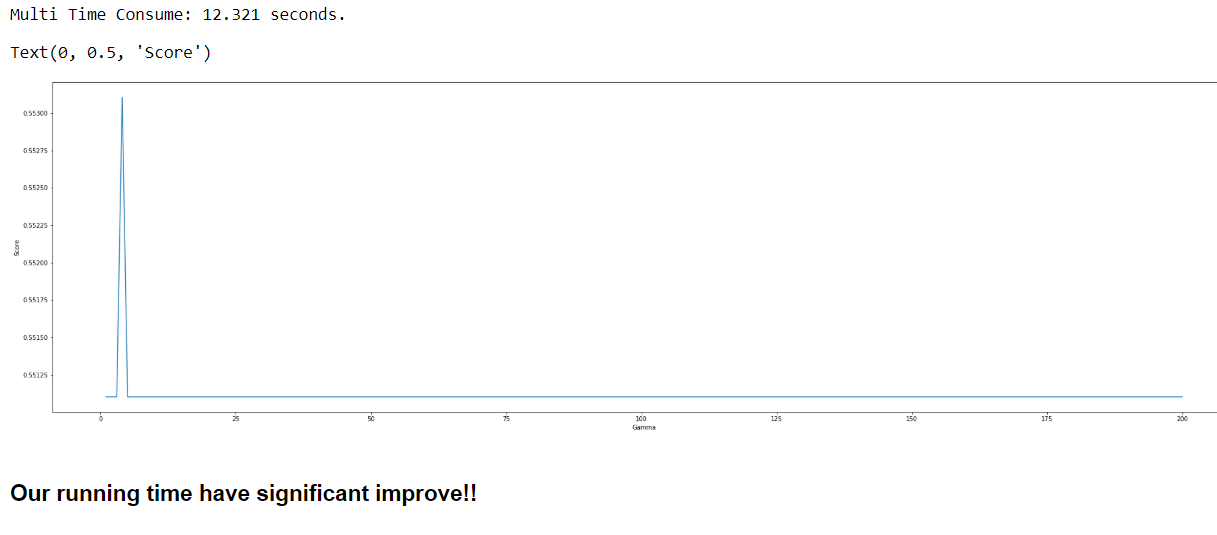 Multi Time Consume: 12.321 seconds.
Text(0, 0.5, 'Score')
0.55300
0.55275
0.55250
0.55225
0.55200
0.55175
0.55150
0.55125
Score
0 25 50 75 100 125 150 175 200
Gamma
Our running time have significant improve!!